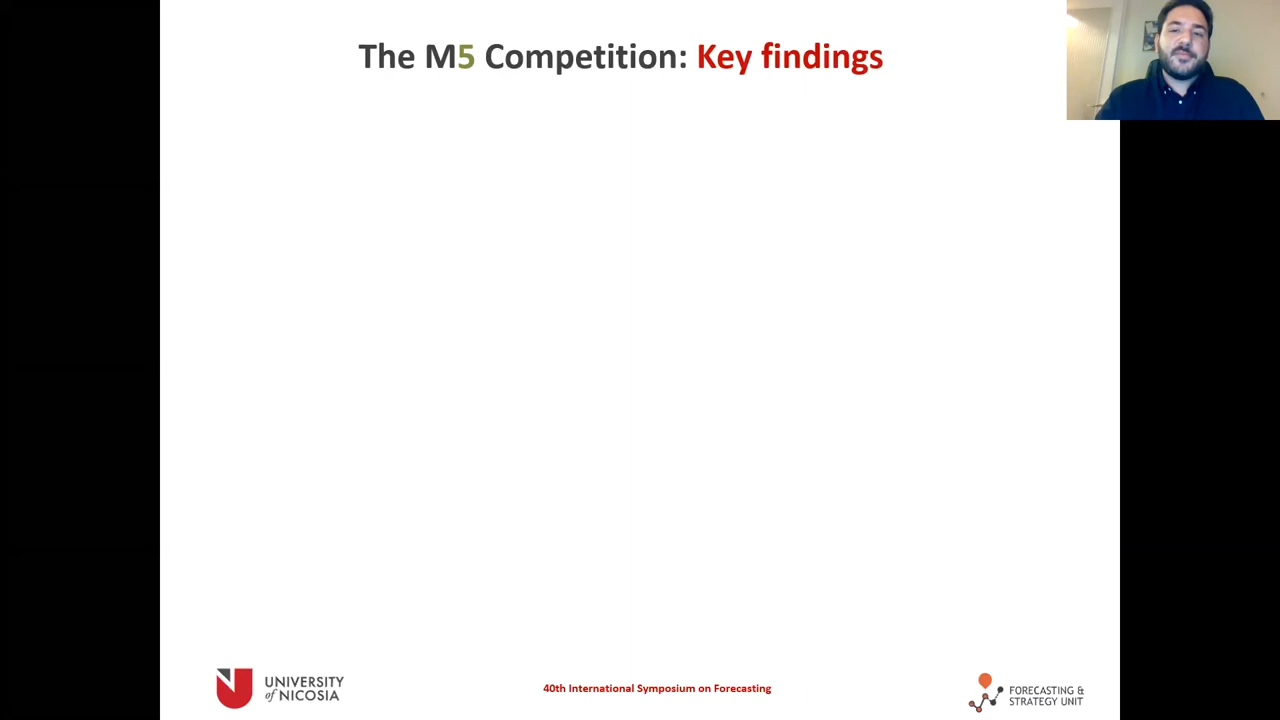 The M5 Competition: Key findings
UNIVERSITY
of NICOSIA
40th International Symposium on Forecasting
FORECASTING &
STRATEGY UNIT